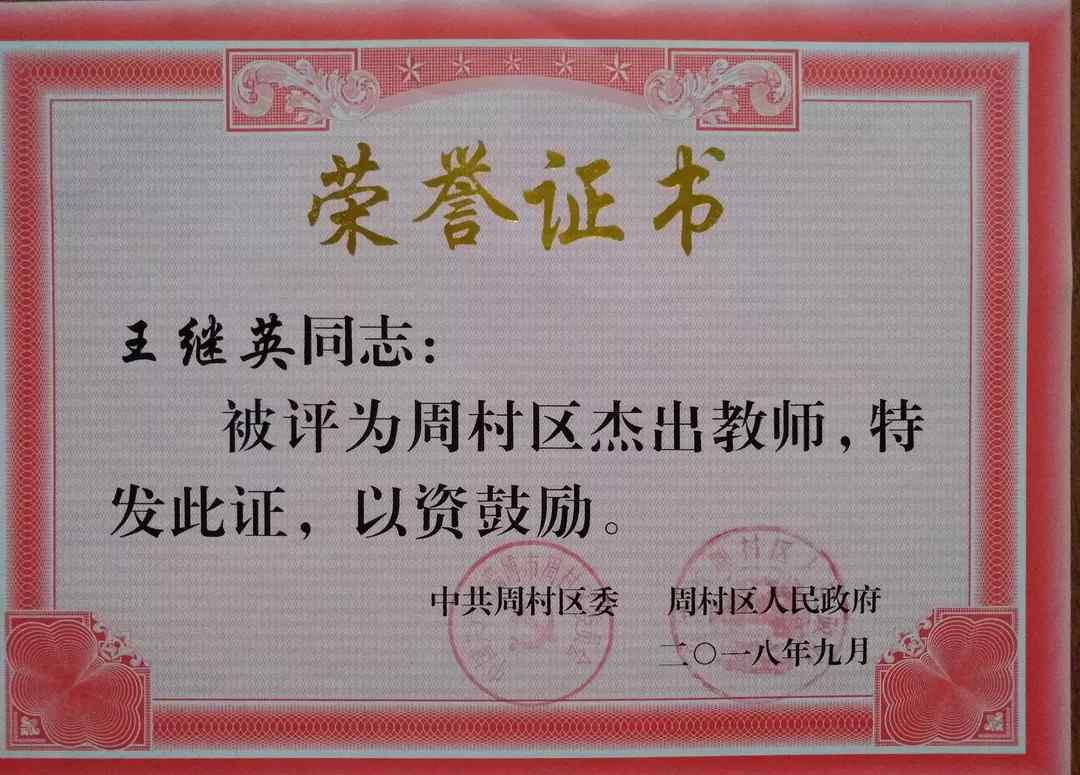 荣誉证书
王继英同志：
被评为周村区杰出教师，特
发此证，以资鼓励。
中共周村区委 周村区人民政府
二〇一八年九月